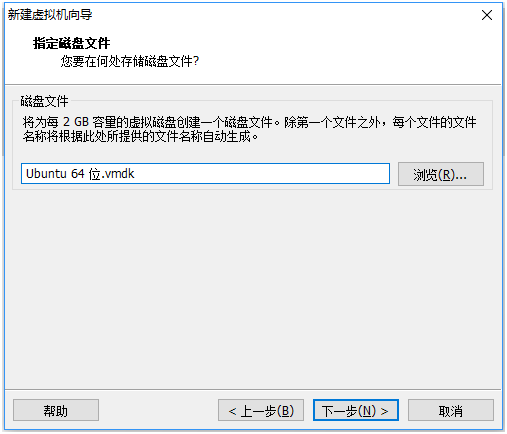 新建虚拟机向导
指定磁盘文件
您要在何处存储磁盘文件?
磁盘文件
将为每 2 GB 容量的虚拟磁盘创建一个磁盘文件。除第一个文件之外，每个文件的文件
名称将根据此处所提供的文件名称自动生成。
Ubuntu 64 位.vmdk
浏览(R)...
帮助
< 上一步(B)
下一步(N) >
取消